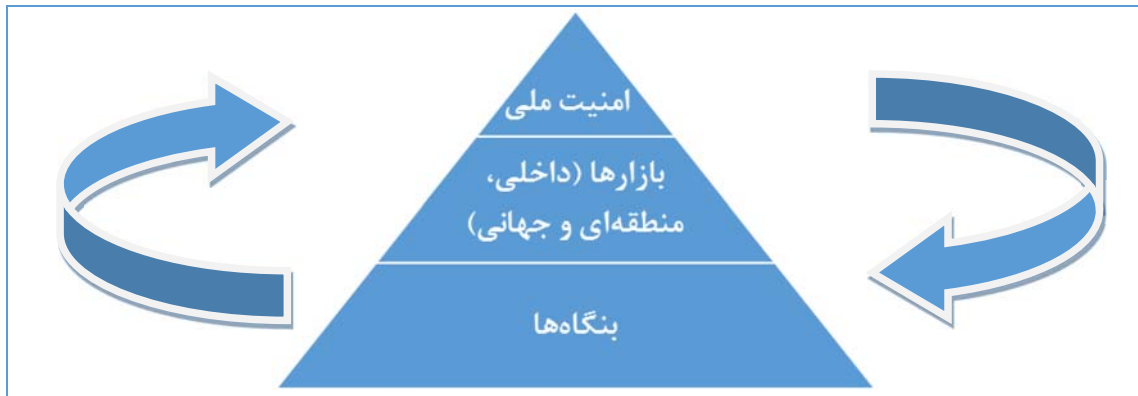 امنیت ملی
بازارها (داخلی،
منطقه‌ای و جهانی)
بنگاه‌ها